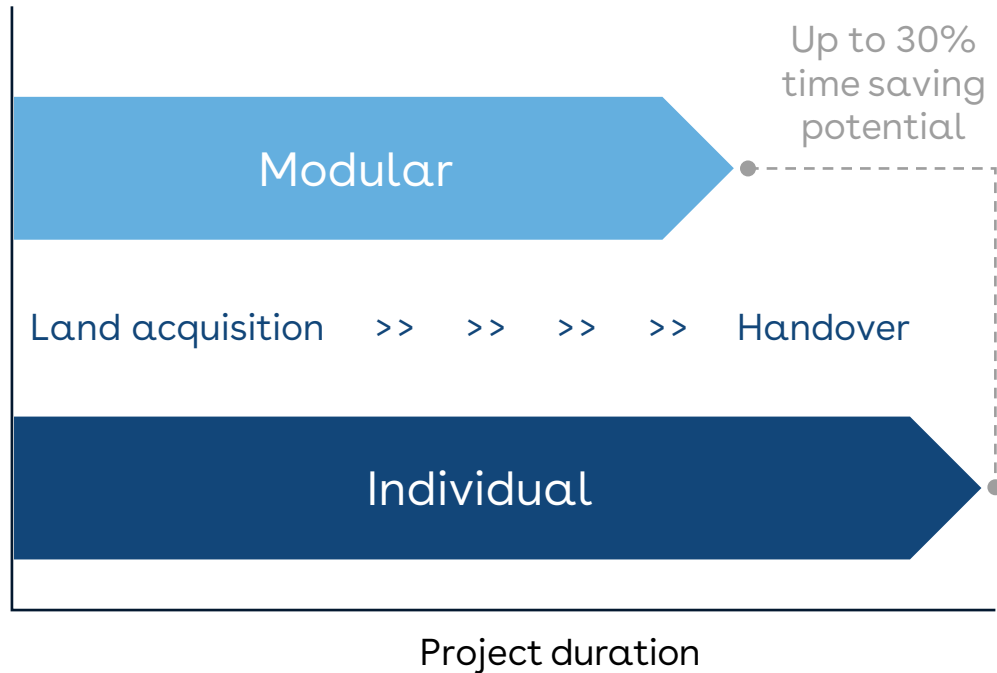 Up to 30%
time saving
potential
Modular
Land acquisition >> >> >> >> Handover
Individual
Project duration